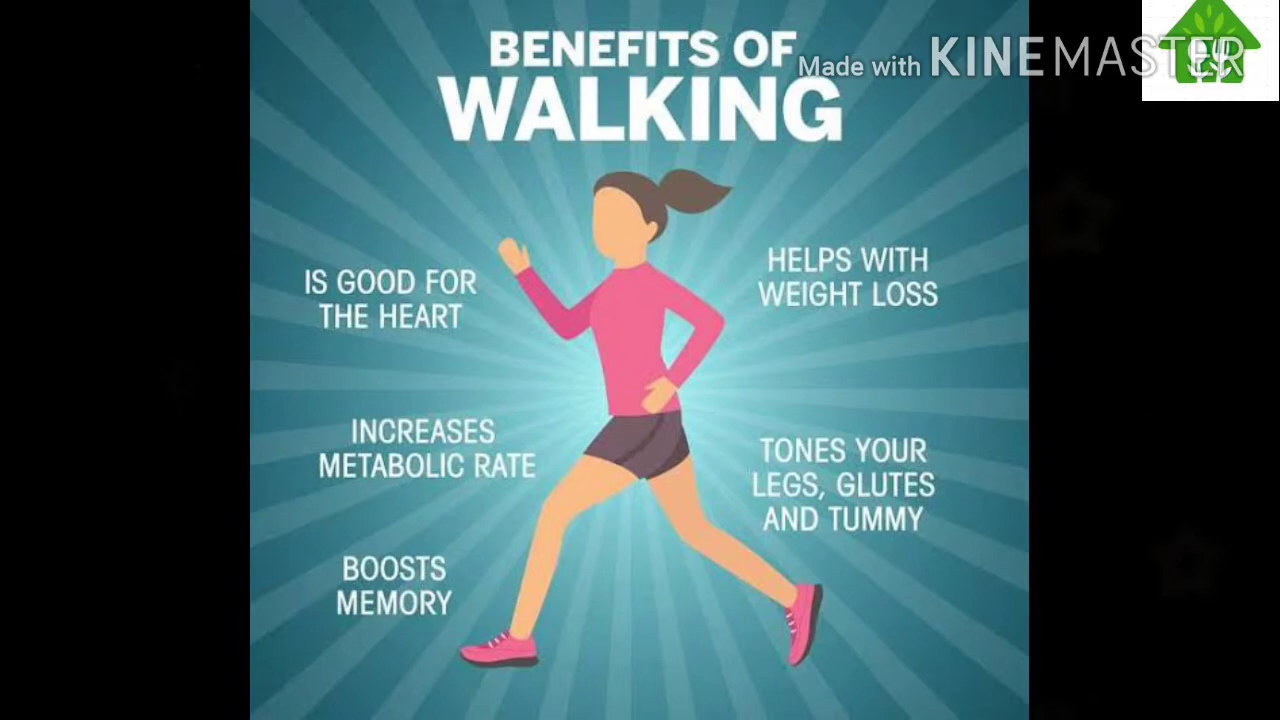 BENEFITS OF
WALKING
Made with KINEMASTER
IS GOOD FOR
THE HEART
HELPS WITH
WEIGHT LOSS
INCREASES
METABOLIC RATE
TONES YOUR
LEGS, GLUTES
AND TUMMY
BOOSTS
MEMORY